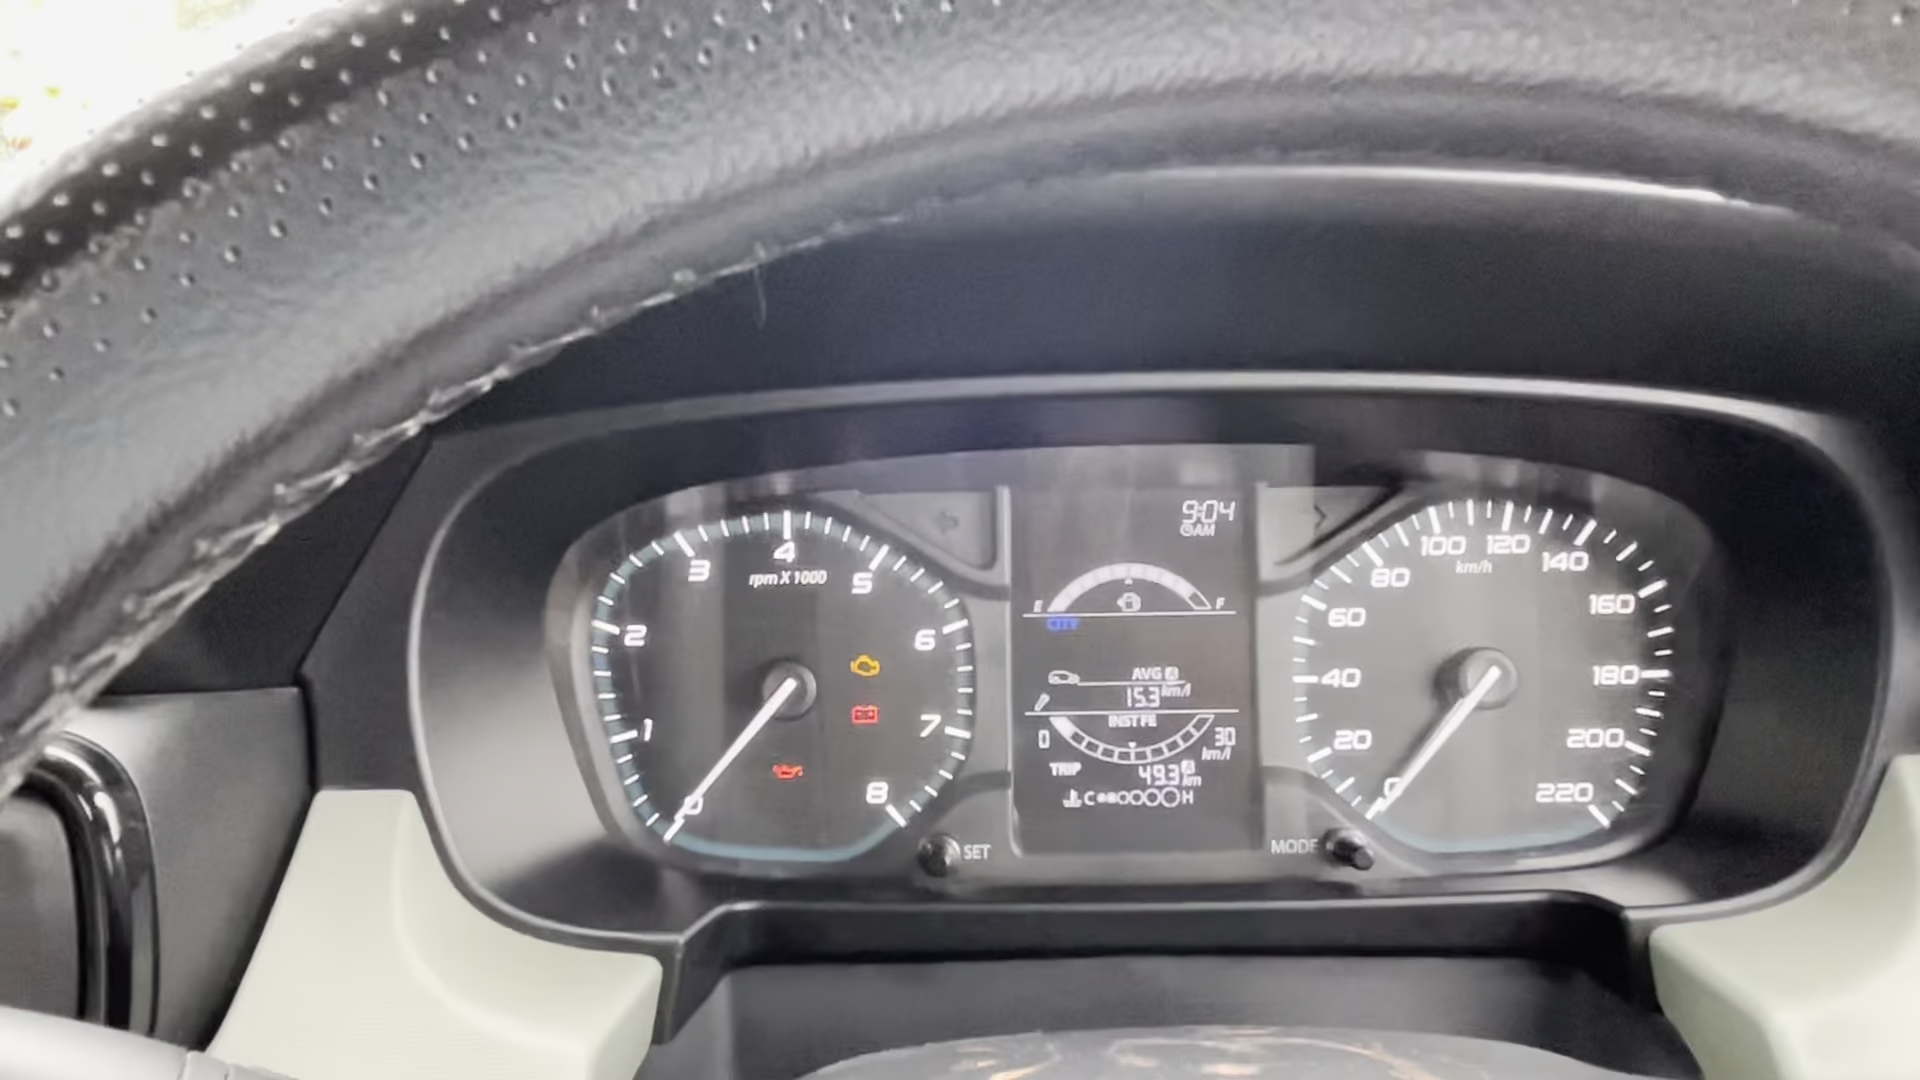 9:04
AM
E F
CITY
AVG A
15.3 km/l
INST FE
0 30
km/l
TRIP 49.3 A km
C H
0 1 2 3 4 5 6 7 8
rpm X 1000
SET
0 20 40 60 80 100 120 140 160 180 200 220
km/h
MODE